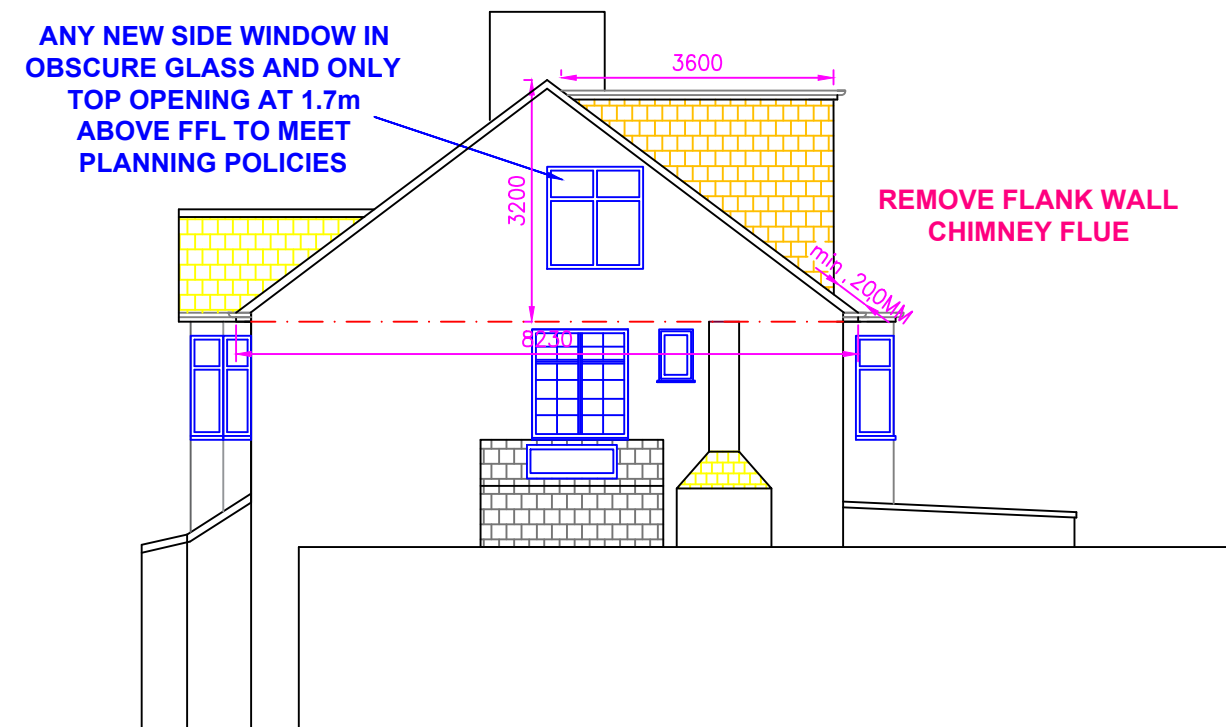 ANY NEW SIDE WINDOW IN
OBSCURE GLASS AND ONLY
TOP OPENING AT 1.7m
ABOVE FFL TO MEET
PLANNING POLICIES
3600
3200
REMOVE FLANK WALL
CHIMNEY FLUE
min. 200MM
8230